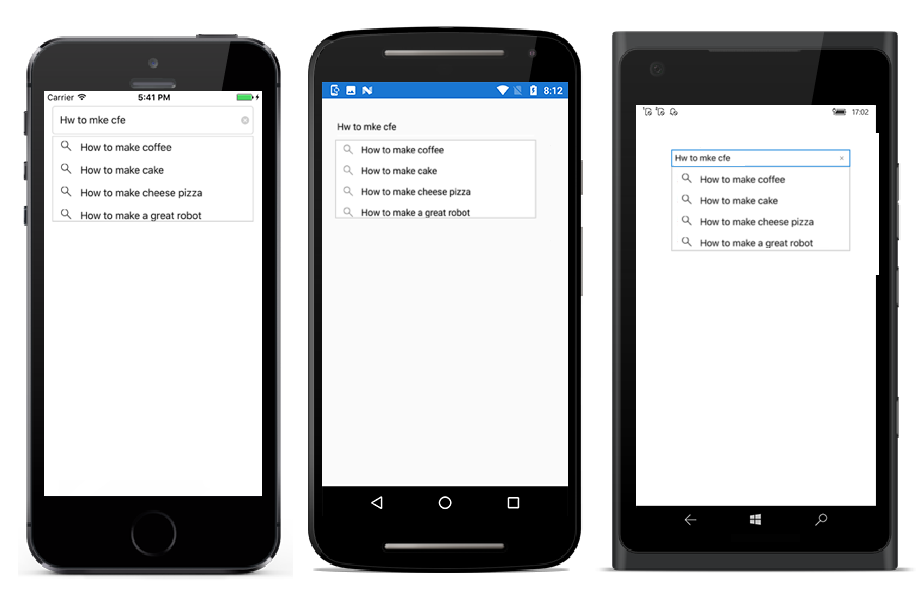 Carrier 5:41 PM
Hw to mke cfe
How to make coffee
How to make cake
How to make cheese pizza
How to make a great robot
8:12
Hw to mke cfe
How to make coffee
How to make cake
How to make cheese pizza
How to make a great robot
17:02
Hw to mke cfe
How to make coffee
How to make cake
How to make cheese pizza
How to make a great robot